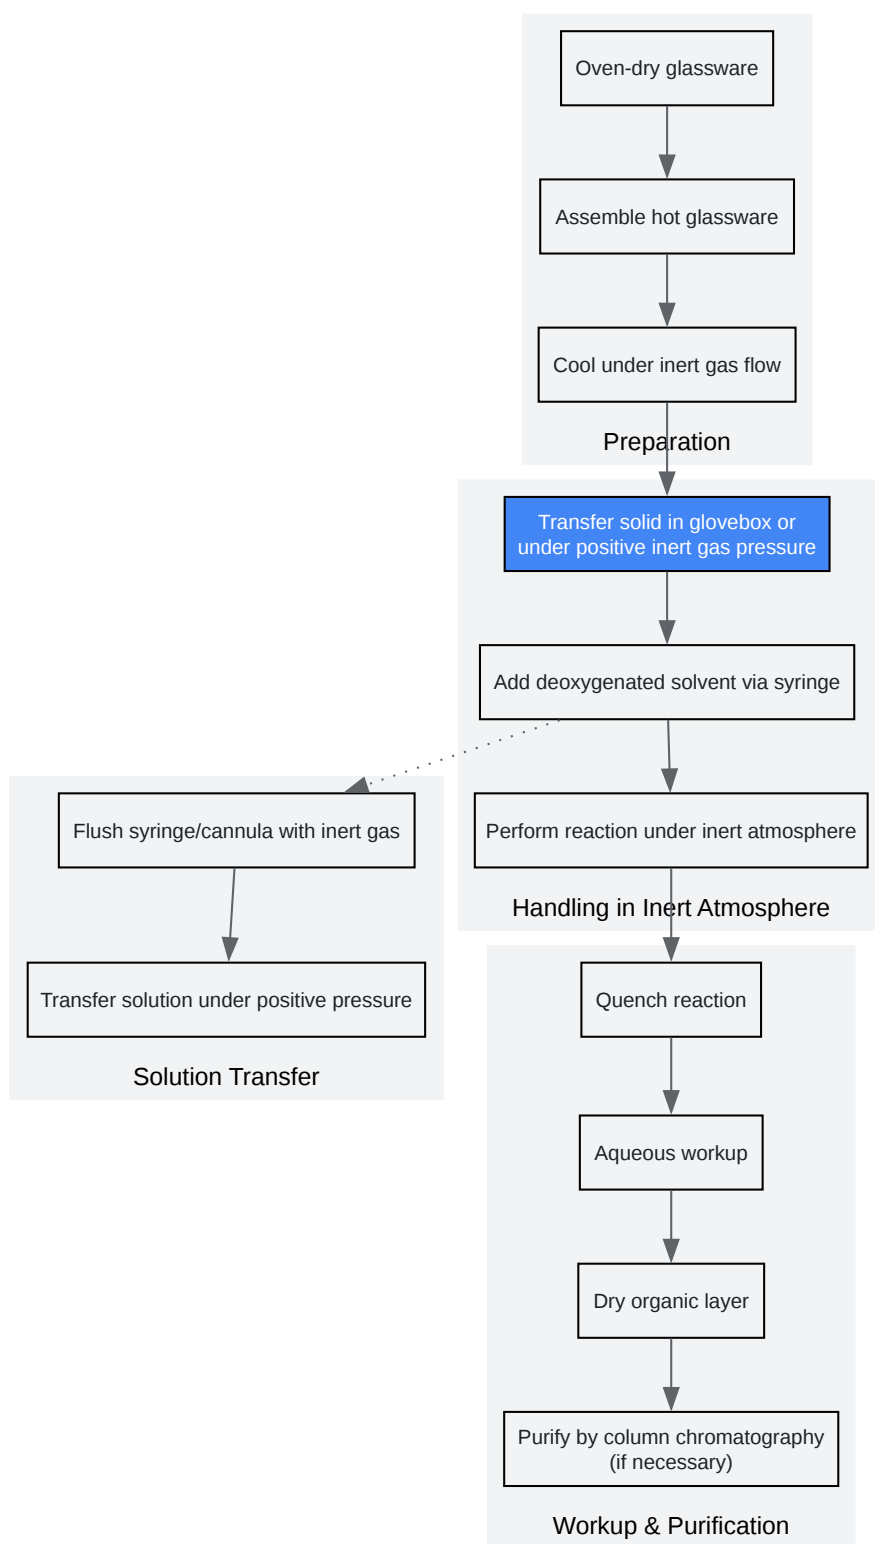 Oven-dry glassware
Assemble hot glassware
Cool under inert gas flow
Preparation
Transfer solid in glovebox or
under positive inert gas pressure
Add deoxygenated solvent via syringe
Perform reaction under inert atmosphere
Handling in Inert Atmosphere
Flush syringe/cannula with inert gas
Transfer solution under positive pressure
Solution Transfer
Quench reaction
Aqueous workup
Dry organic layer
Purify by column chromatography
(if necessary)
Workup & Purification